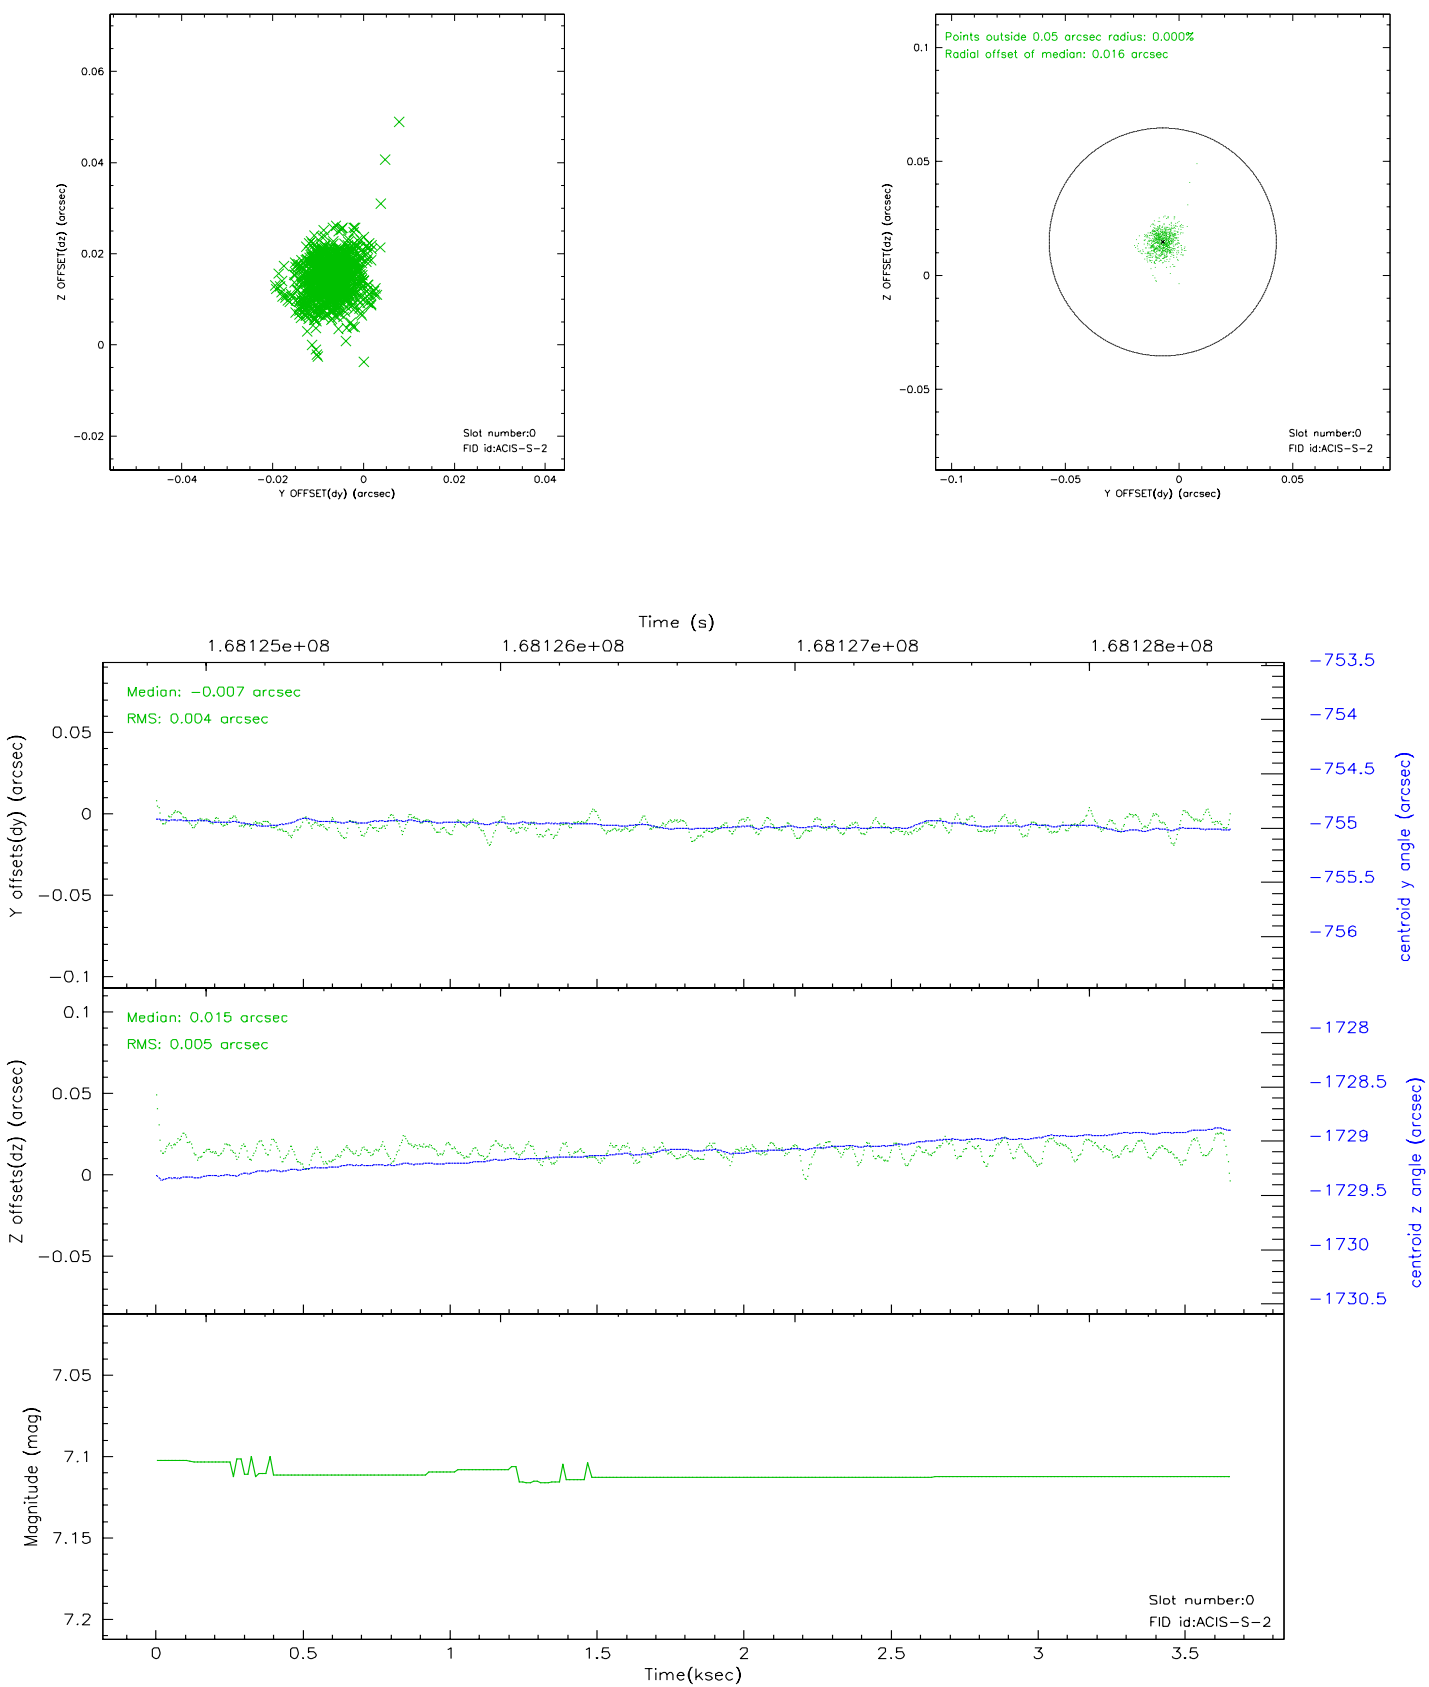 0.06
0.04
0.02
0
−0.02
Z OFFSET(dz) (arcsec)
Slot number:0
FID id:ACIS−S−2
−0.04 −0.02 0 0.02 0.04
Y OFFSET(dy) (arcsec)
Points outside 0.05 arcsec radius: 0.000%
Radial offset of median: 0.016 arcsec
0.1
0.05
0
−0.05
Z OFFSET(dz) (arcsec)
Slot number:0
FID id:ACIS−S−2
−0.1 −0.05 0 0.05
Y OFFSET(dy) (arcsec)
Time (s)
1.68125e+08 1.68126e+08 1.68127e+08 1.68128e+08
Median: −0.007 arcsec
RMS: 0.004 arcsec
0.05
0
−0.05
−0.1
Y offsets(dy) (arcsec)
−753.5
−754
−754.5
−755
−755.5
−756
centroid y angle (arcsec)
Median: 0.015 arcsec
RMS: 0.005 arcsec
0.1
0.05
0
−0.05
Z offsets(dz) (arcsec)
−1728
−1728.5
−1729
−1729.5
−1730
−1730.5
centroid z angle (arcsec)
7.05
7.1
7.15
7.2
Magnitude (mag)
Slot number:0
FID id:ACIS−S−2
0 0.5 1 1.5 2 2.5 3 3.5
Time(ksec)